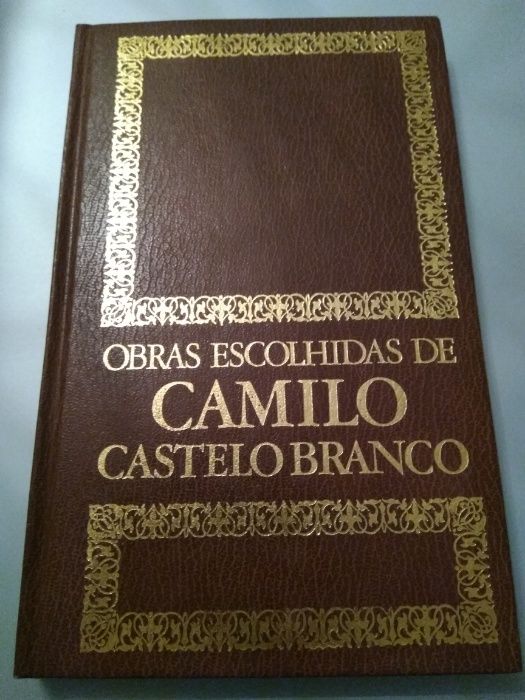 OBRAS ESCOLHIDAS DE
CAMILO
CASTELO BRANCO